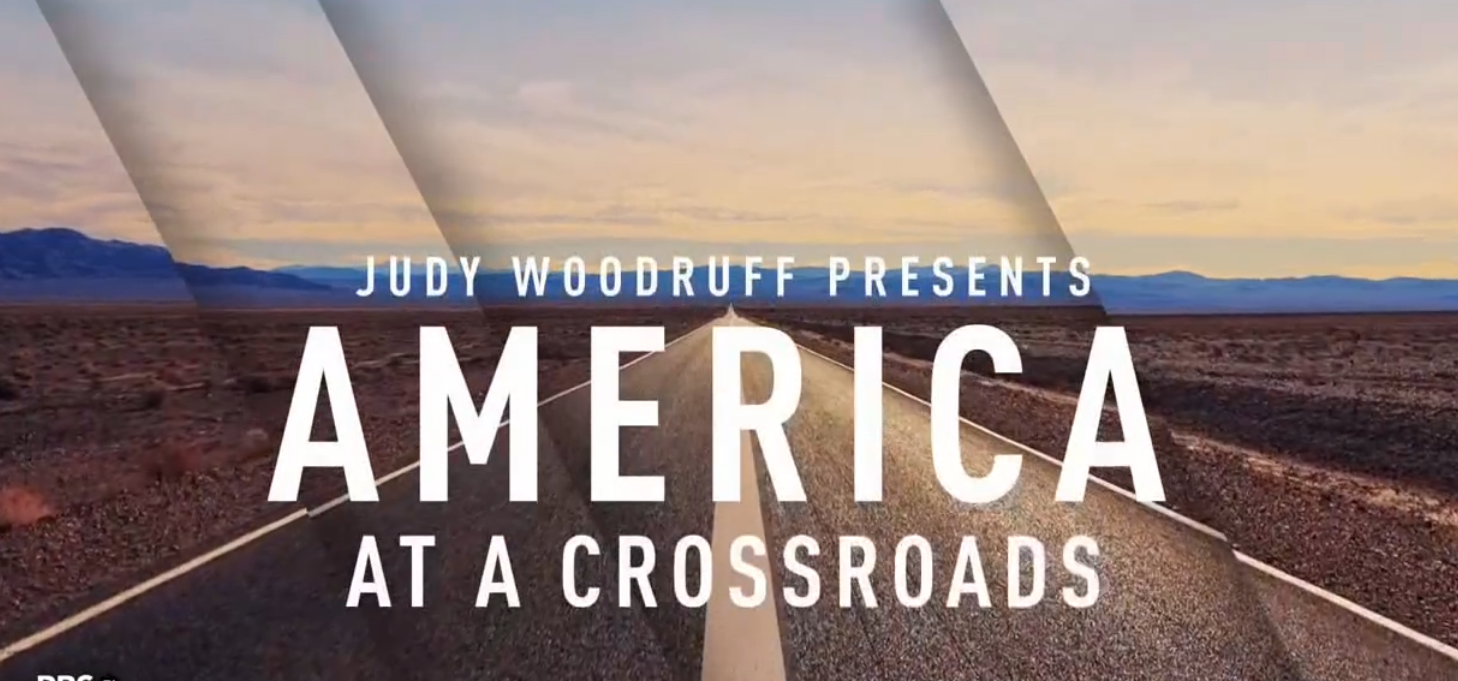 JUDY WOODRUFF PRESENTS
AMERICA
AT A CROSSROADS